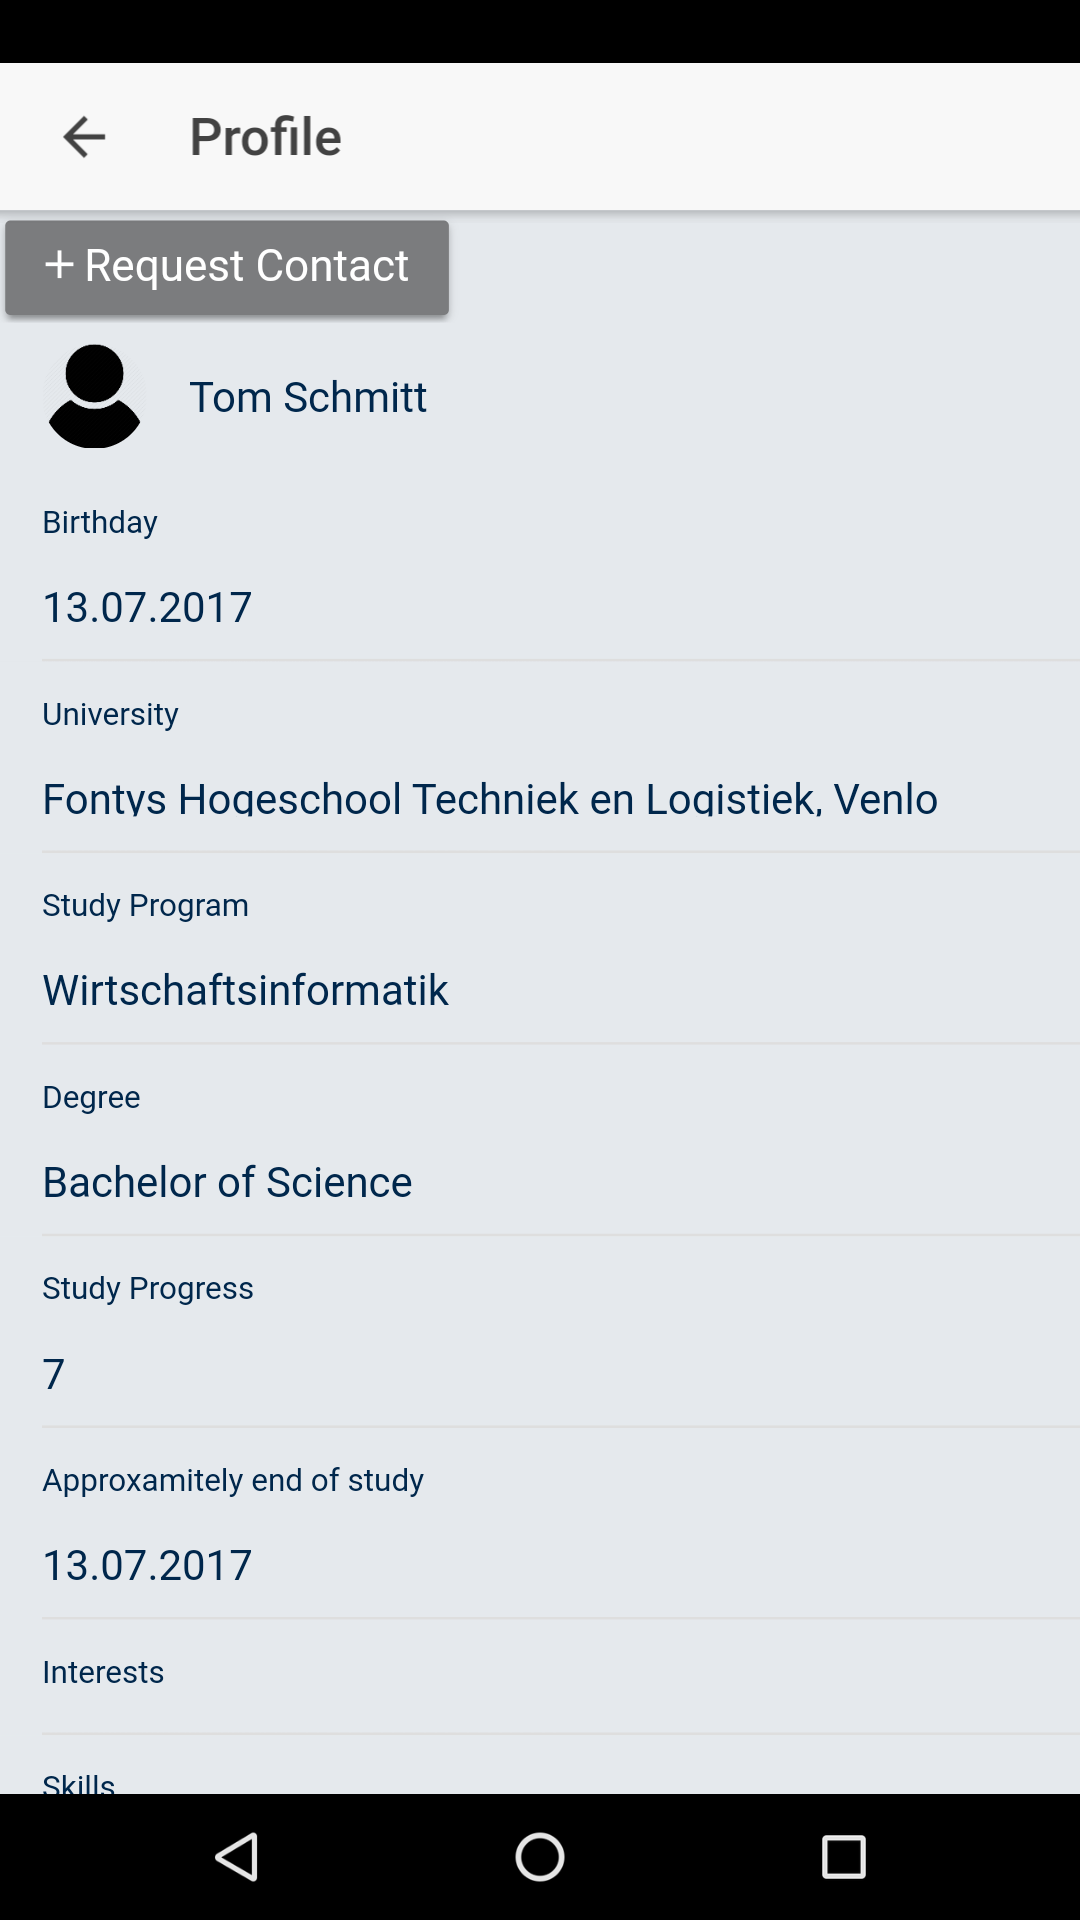 Profile
+ Request Contact
Tom Schmitt
Birthday
13.07.2017
University
Fontys Hogeschool Techniek en Logistiek, Venlo
Study Program
Wirtschaftsinformatik
Degree
Bachelor of Science
Study Progress
7
Approxamitely end of study
13.07.2017
Interests
Skills